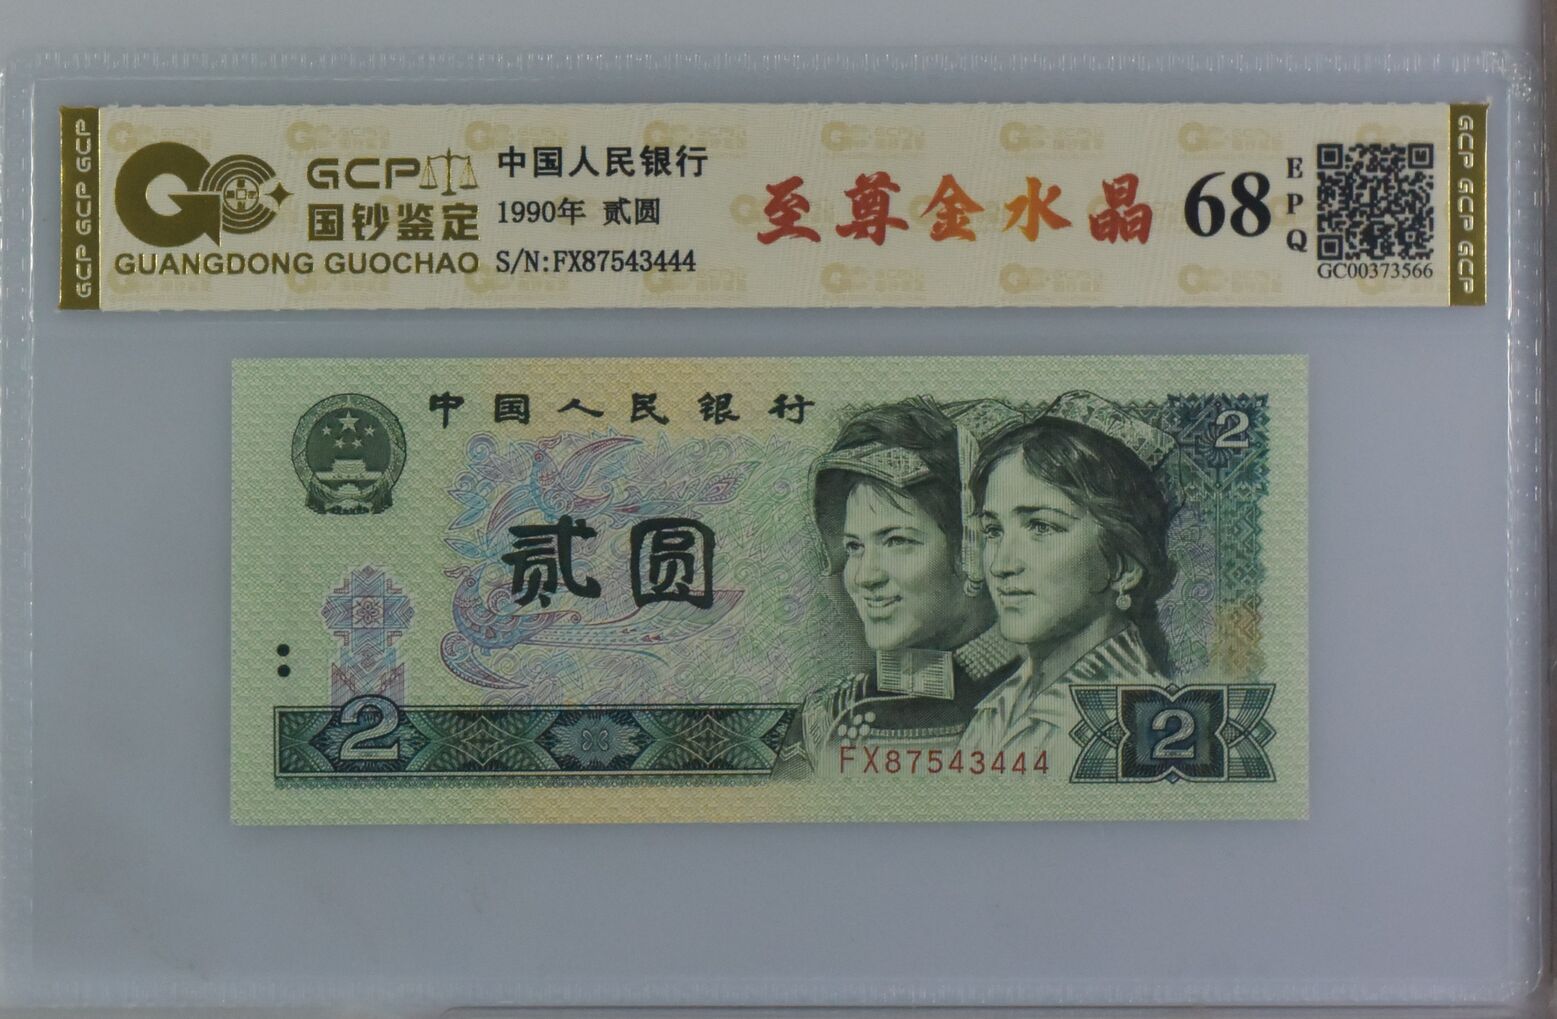 GCP GCP GCP
GCP
国钞鉴定
GUANGDONG GUOCHAO
中国人民银行
1990年 贰圆
S/N:FX87543444
至尊金水晶
68
EPQ
GC00373566
GCP GCP GCP
中国人民银行
2
贰圆
2
FX87543444
2